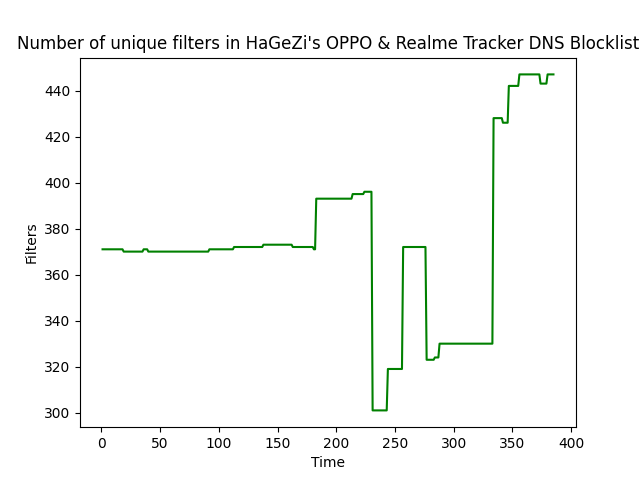 Number of unique filters in HaGeZi's OPPO & Realme Tracker DNS Blocklist
440
420
400
380
360
340
320
300
Filters
0 50 100 150 200 250 300 350 400
Time